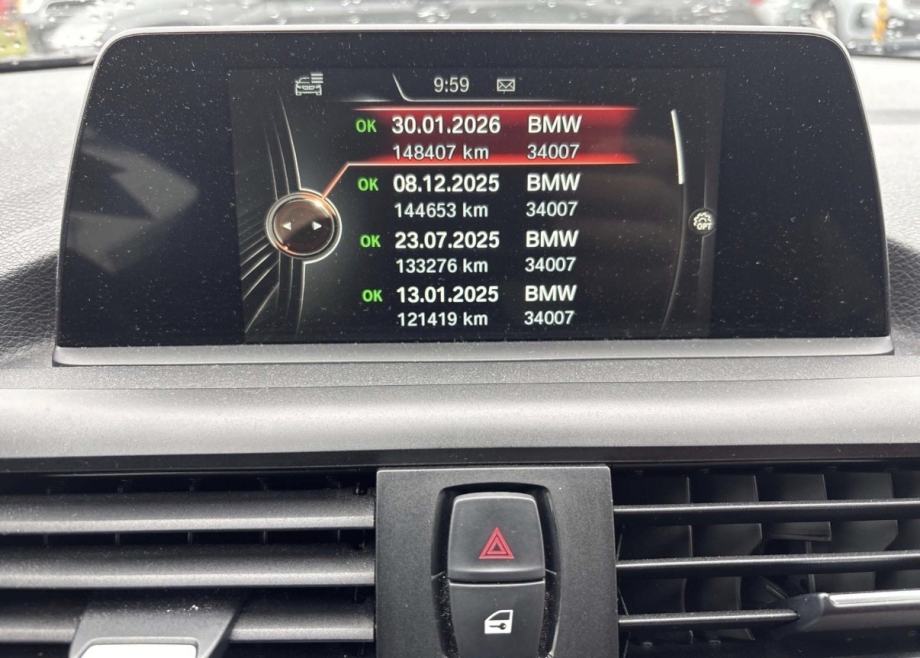 9:59
OK 30.01.2026 BMW
148407 km 34007
OK 08.12.2025 BMW
144653 km 34007
OK 23.07.2025 BMW
133276 km 34007
OPT
OK 13.01.2025 BMW
121419 km 34007